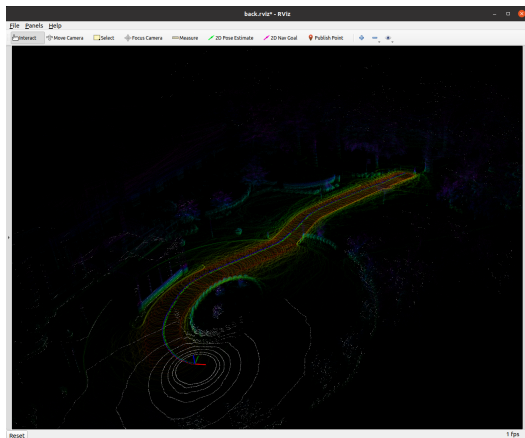 back.rviz* - RViz
File Panels Help
Interact Move Camera Select Focus Camera Measure 2D Pose Estimate 2D Nav Goal Publish Point
Reset 1 fps